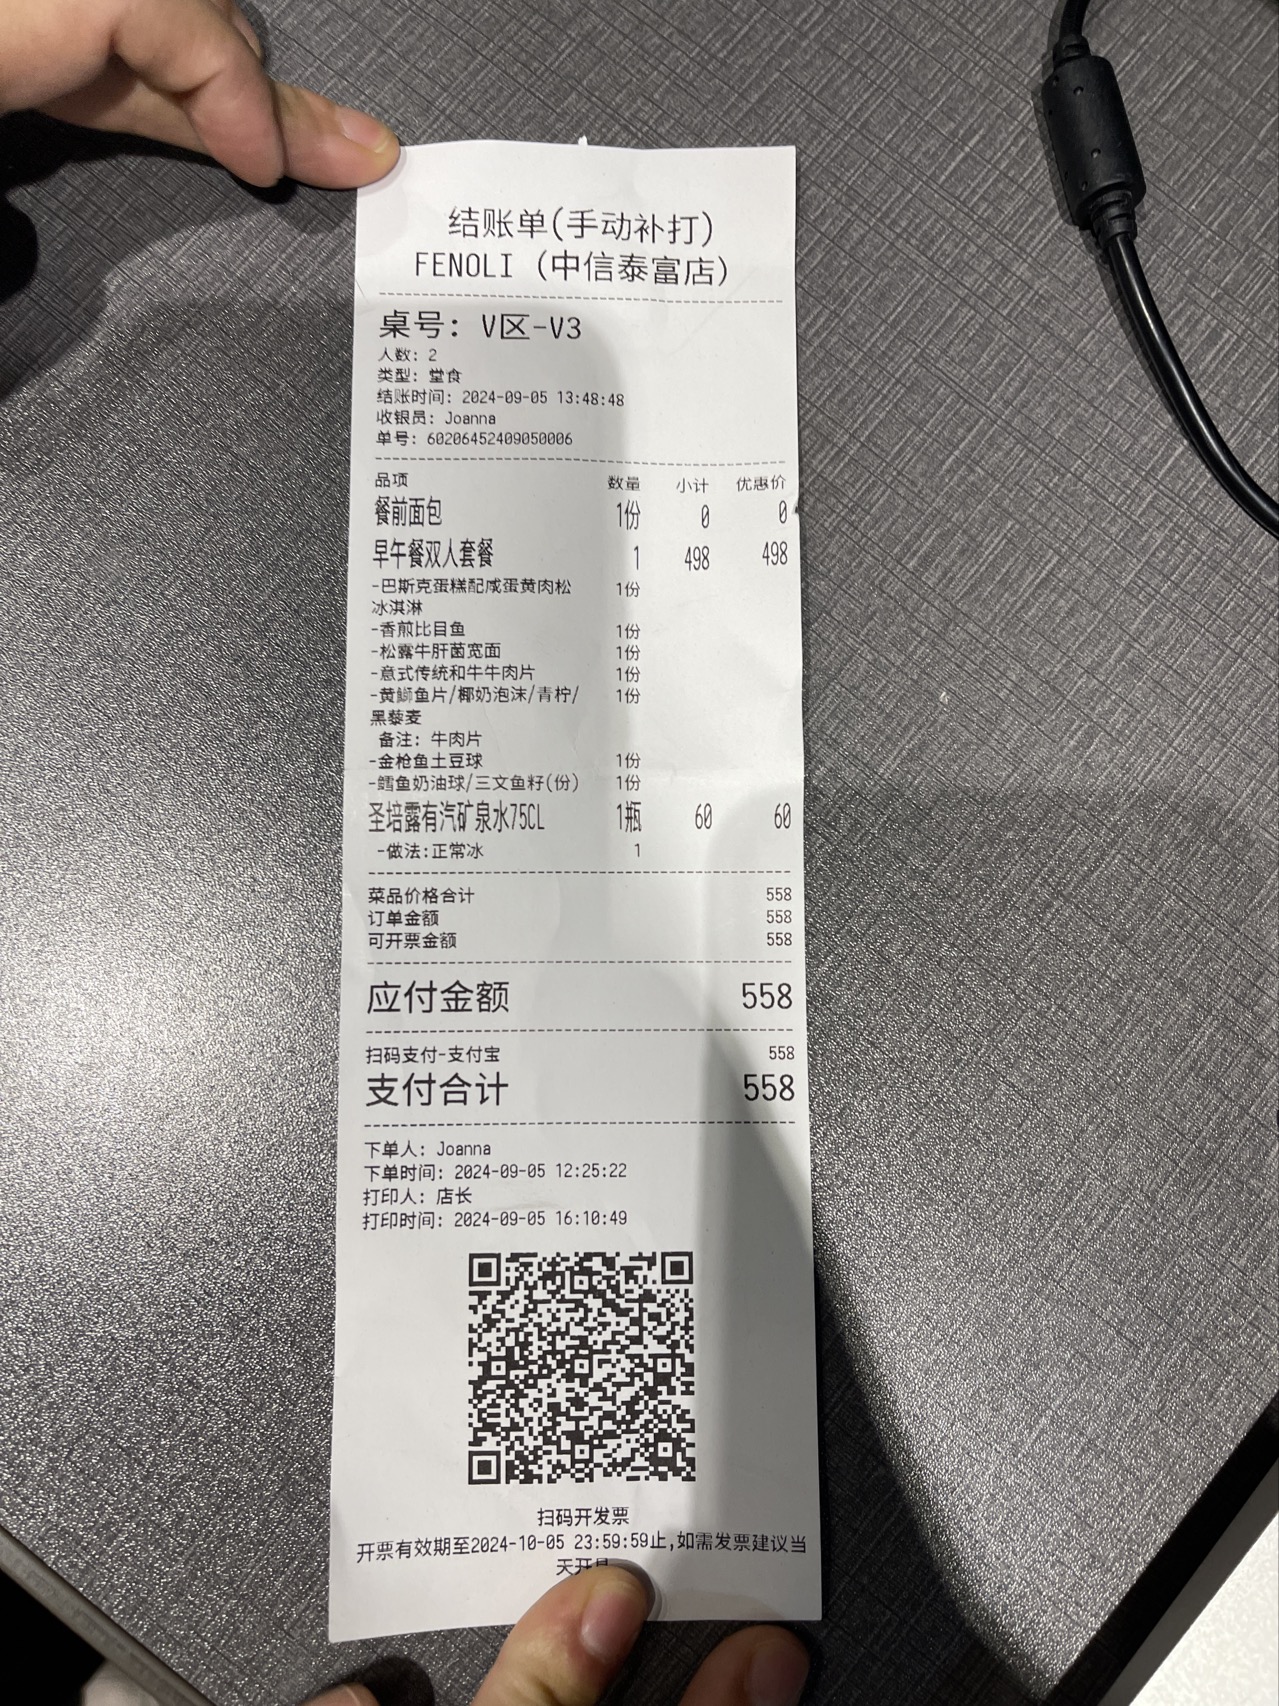 结账单(手动补打)
FENOLI (中信泰富店)
桌号: V区-V3
人数: 2
类型: 堂食
结账时间: 2024-09-05 13:48:48
收银员: Joanna
单号: 60206452409050006
品项 数量 小计 优惠价
餐前面包 1份 0 0
早午餐双人套餐 1 498 498
-巴斯克蛋糕配咸蛋黄肉松 1份
冰淇淋
-香煎比目鱼 1份
-松露牛肝菌宽面 1份
-意式传统和牛牛肉片 1份
-黄鰤鱼片/椰奶泡沫/青柠/ 1份
黑藜麦
备注: 牛肉片
-金枪鱼土豆球 1份
-鳕鱼奶油球/三文鱼籽(份) 1份
圣培露有汽矿泉水75CL 1瓶 60 60
-做法:正常冰 1
菜品价格合计 558
订单金额 558
可开票金额 558
应付金额 558
扫码支付-支付宝 558
支付合计 558
下单人: Joanna
下单时间: 2024-09-05 12:25:22
打印人: 店长
打印时间: 2024-09-05 16:10:49
扫码开发票
开票有效期至2024-10-05 23:59:59止,如需发票建议当
天开